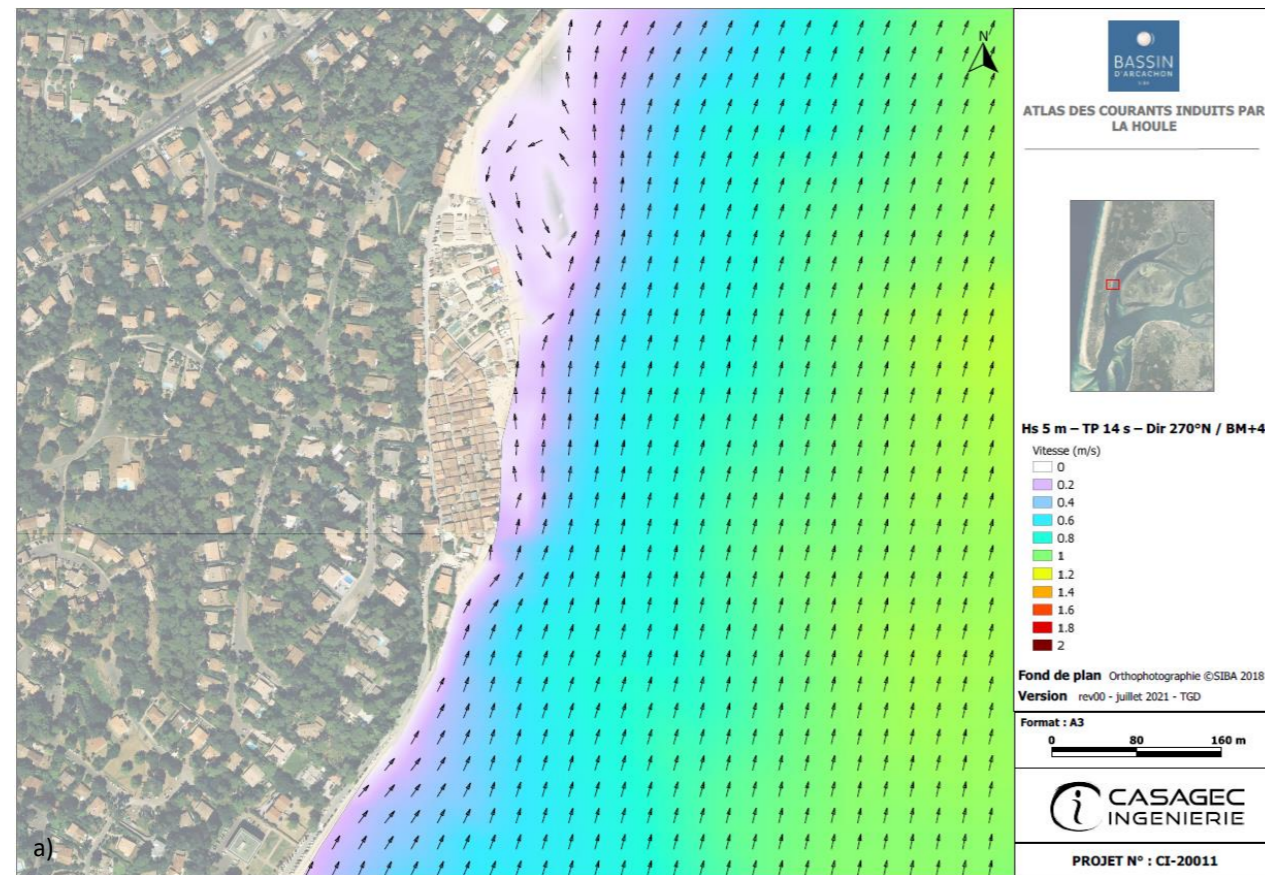 N
BASSIN
D'ARCACHON
ATLAS DES COURANTS INDUITS PAR
LA HOULE
Hs 5 m – TP 14 s – Dir 270°N / BM+4
Vitesse (m/s)
0
0.2
0.4
0.6
0.8
1
1.2
1.4
1.6
1.8
2
Fond de plan Orthophotographie ©SIBA 2018
Version rev00 - juillet 2021 - TGD
Format : A3
0 80 160 m
CASAGEC
INGENIERIE
PROJET N° : CI-20011
a)